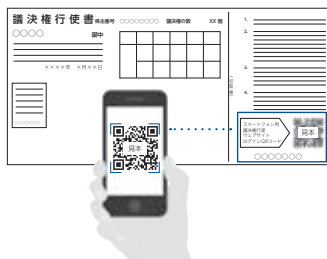 議決権行使書 株主番号 ○○○○○○○○ 議決権の数 XX 個
○○○○ 御中
××××年 ×月××日
○○○○○○○
1.
2.
3.
4.
スマートフォン用
議決権行使
ウェブサイト
ログインQRコード
見本
○○○○○○○
見本